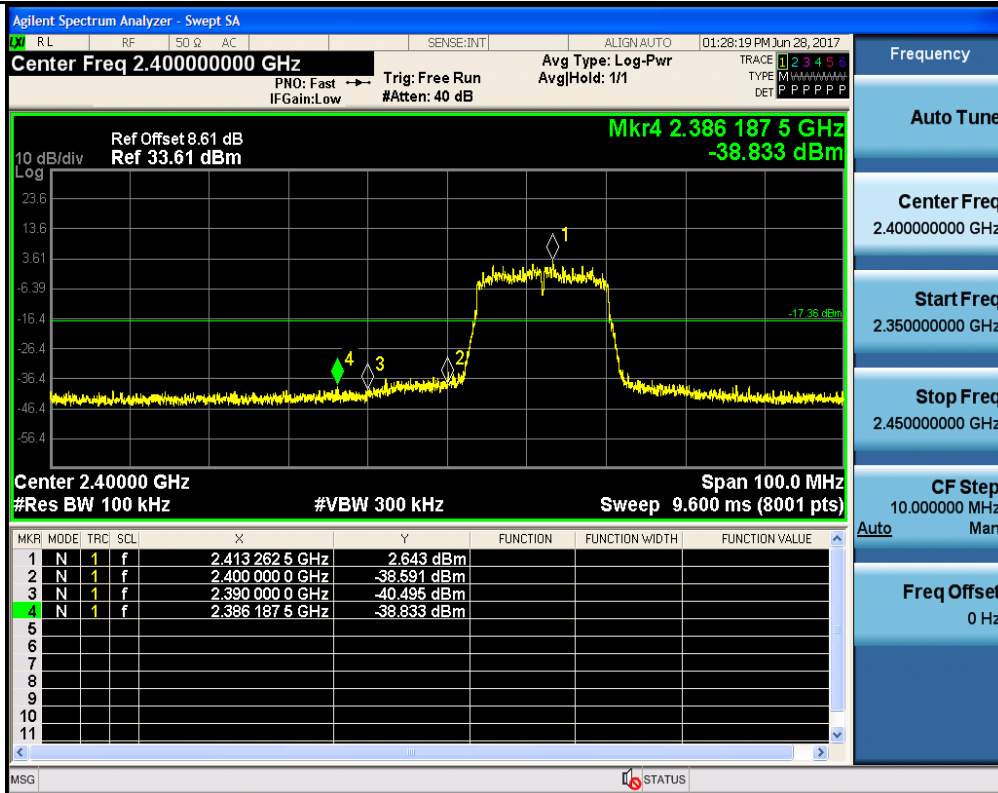 Agilent Spectrum Analyzer - Swept SA
LXI RL RF 50 Ω AC SENSE:INT ALIGN AUTO 01:28:19 PM Jun 28, 2017
Center Freq 2.400000000 GHz
PNO: Fast
IFGain:Low
Trig: Free Run
#Atten: 40 dB
Avg Type: Log-Pwr
Avg|Hold: 1/1
TRACE 1 2 3 4 5 6
TYPE M
DET P P P P P P
Ref Offset 8.61 dB
10 dB/div Ref 33.61 dBm
Log
Mkr4 2.386 187 5 GHz
-38.833 dBm
23.6
13.6
3.61
-6.39
-16.4
-26.4
-36.4
-46.4
-56.4
1
-17.36 dBm
4
3
2
Center 2.40000 GHz Span 100.0 MHz
#Res BW 100 kHz #VBW 300 kHz Sweep 9.600 ms (8001 pts)
MKR MODE TRC SCL X Y FUNCTION FUNCTION WIDTH FUNCTION VALUE
1 N 1 f 2.413 262 5 GHz 2.643 dBm
2 N 1 f 2.400 000 0 GHz -38.591 dBm
3 N 1 f 2.390 000 0 GHz -40.495 dBm
4 N 1 f 2.386 187 5 GHz -38.833 dBm
5
6
7
8
9
10
11
MSG STATUS
Frequency
Auto Tune
Center Freq
2.400000000 GHz
Start Freq
2.350000000 GHz
Stop Freq
2.450000000 GHz
CF Step
10.000000 MHz
Auto Man
Freq Offset
0 Hz